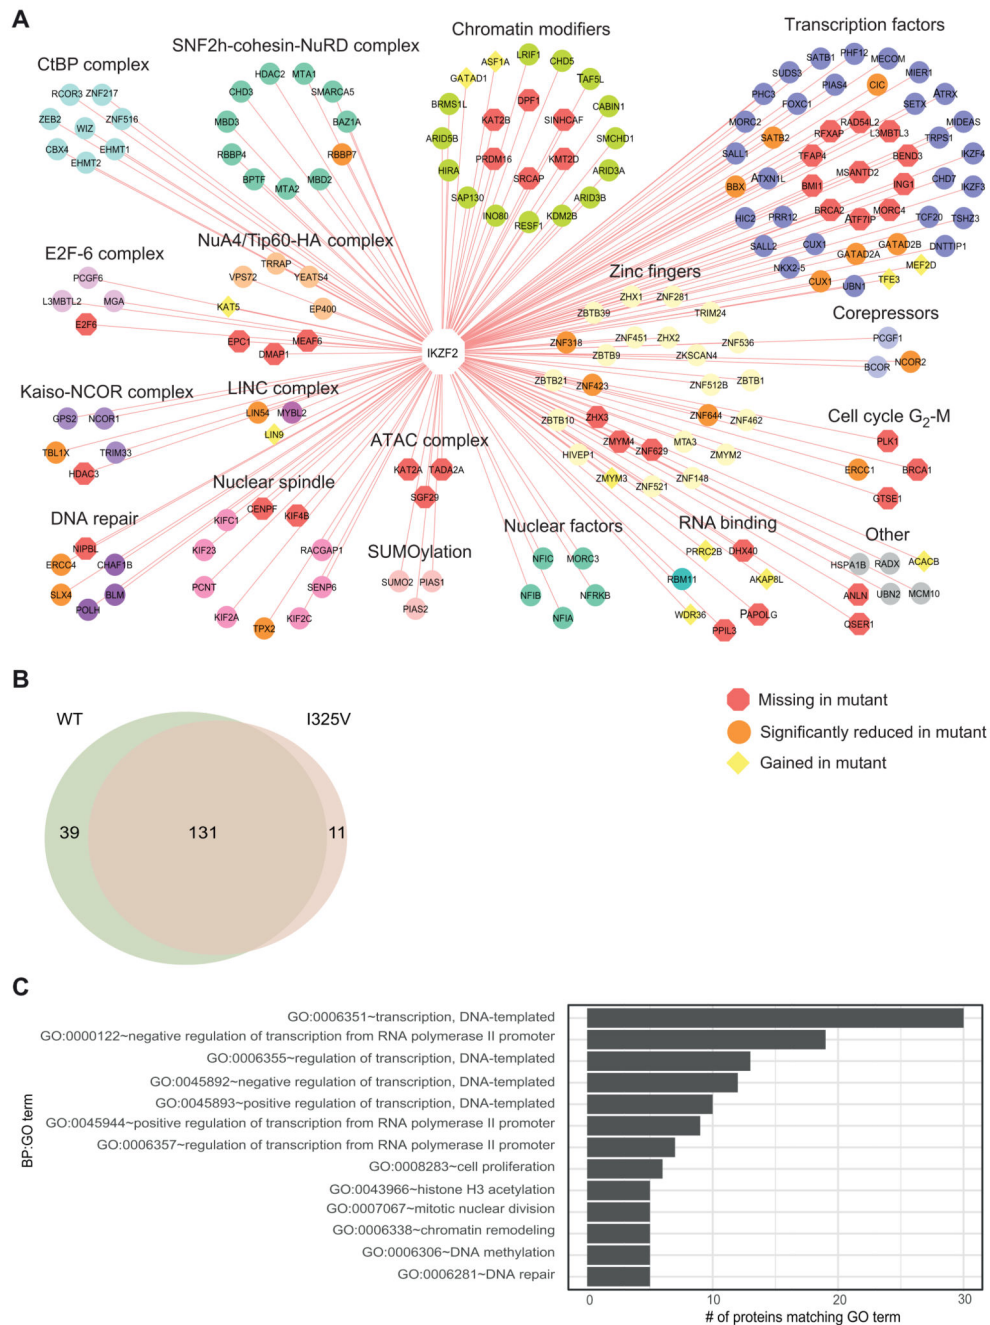 A
SNF2h-cohesin-NuRD complex
Chromatin modifiers
Transcription factors
CtBP complex
RCOR3 ZNF217
ZEB2
WIZ
ZNF516
CBX4
EHMT1
EHMT2
HDAC2
MTA1
CHD3
SMARCA5
MBD3
BAZ1A
RBBP4
RBBP7
BPTF
MTA2
MBD2
ASF1A
LRIF1
CHD5
GATAD1
TAF5L
BRMS1L
DPF1
CABIN1
KAT2B
SINHCAF
ARID5B
SMCHD1
PRDM16
KMT2D
HIRA
ARID3A
SRCAP
SAP130
ARID3B
INO80
RESF1
KDM2B
SATB1
PHF12
MECOM
SUDS3
MIER1
PHC3
PIAS4
CIC
ATRX
FOXC1
SETX
MORC2
RAD54L2
MIDEAS
SATB2
RFXAP
L3MBTL3
TRPS1
SALL1
TFAP4
BEND3
IKZF4
ATXN1L
MSANTD2
CHD7
BBX
BMI1
ING1
IKZF3
HIC2
PRR12
BRCA2
ATF7IP
MORC4
TCF20
TSHZ3
SALL2
CUX1
GATAD2A
GATAD2B
DNTTIP1
NKX2-5
MEF2D
CUX1
UBN1
TFE3
E2F-6 complex
PCGF6
L3MBTL2
MGA
E2F6
NuA4/Tip60-HA complex
TRRAP
VPS72
YEATS4
KAT5
EP400
EPC1
MEAF6
DMAP1
IKZF2
Zinc fingers
ZHX1
ZNF281
ZBTB39
TRIM24
ZNF318
ZNF451
ZHX2
ZNF536
ZBTB9
ZKSCAN4
ZBTB21
ZNF423
ZNF512B
ZBTB1
ZBTB10
ZHX3
ZNF644
ZNF462
ZMYM4
MTA3
HIVEP1
ZNF629
ZMYM2
ZMYM3
ZNF521
ZNF148
Corepressors
PCGF1
BCOR
NCOR2
Kaiso-NCOR complex
GPS2
NCOR1
TBL1X
TRIM33
HDAC3
LINC complex
LIN54
MYBL2
LIN9
ATAC complex
KAT2A
TADA2A
SGF29
Cell cycle G2-M
PLK1
ERCC1
BRCA1
GTSE1
DNA repair
NIPBL
ERCC4
CHAF1B
SLX4
BLM
POLH
Nuclear spindle
KIFC1
CENPF
KIF4B
KIF23
RACGAP1
PCNT
SENP6
KIF2A
TPX2
KIF2C
SUMOylation
SUMO2
PIAS1
PIAS2
Nuclear factors
NFIC
MORC3
NFIB
NFRKB
NFIA
RNA binding
PRRC2B
DHX40
RBM11
AKAP8L
WDR36
PAPOLG
PPIL3
Other
HSPA1B
RADX
ACACB
ANLN
UBN2
MCM10
QSER1
B
WT
I325V
39
131
11
Missing in mutant
Significantly reduced in mutant
Gained in mutant
C
BP:GO term
GO:0006351~transcription, DNA-templated
GO:0000122~negative regulation of transcription from RNA polymerase II promoter
GO:0006355~regulation of transcription, DNA-templated
GO:0045892~negative regulation of transcription, DNA-templated
GO:0045893~positive regulation of transcription, DNA-templated
GO:0045944~positive regulation of transcription from RNA polymerase II promoter
GO:0006357~regulation of transcription from RNA polymerase II promoter
GO:0008283~cell proliferation
GO:0043966~histone H3 acetylation
GO:0007067~mitotic nuclear division
GO:0006338~chromatin remodeling
GO:0006306~DNA methylation
GO:0006281~DNA repair
0
10
20
30
# of proteins matching GO term